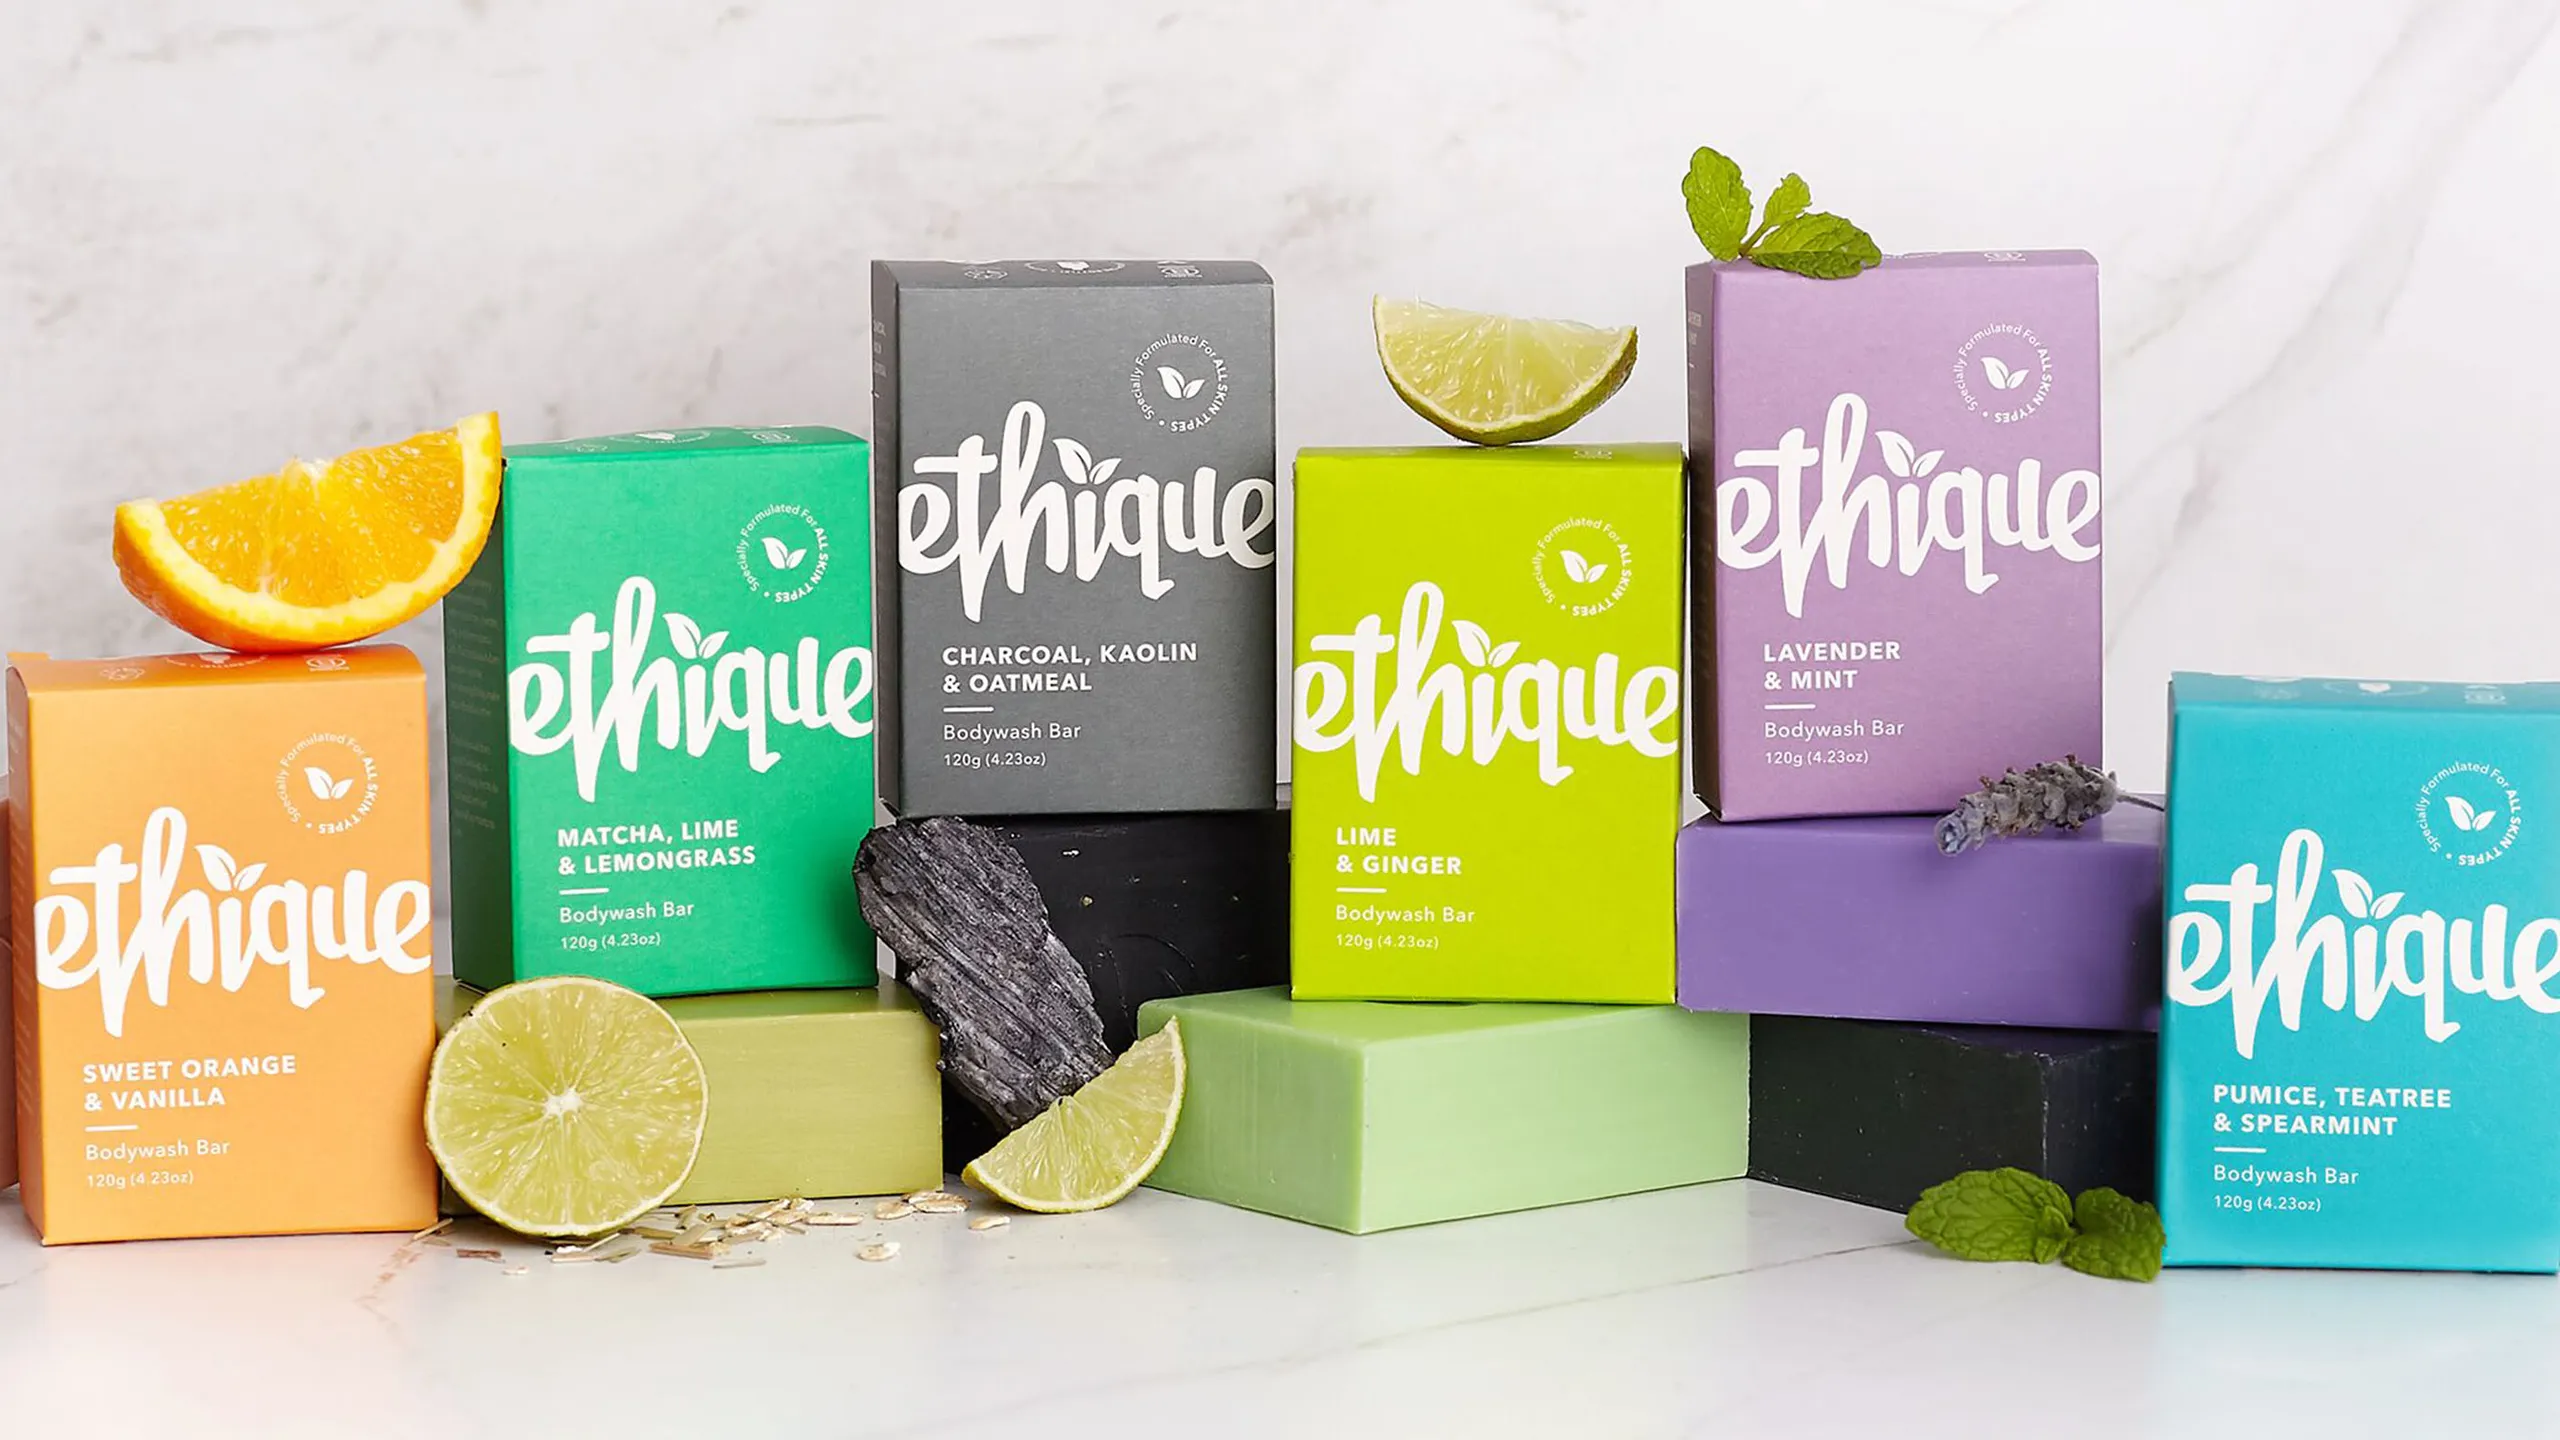 Specially Formulated For ALL SKIN TYPES •
ethique
SWEET ORANGE
& VANILLA
Bodywash Bar
120g (4.23oz)
Specially Formulated For ALL SKIN TYPES •
ethique
MATCHA, LIME
& LEMONGRASS
Bodywash Bar
120g (4.23oz)
Specially Formulated For ALL SKIN TYPES •
ethique
CHARCOAL, KAOLIN
& OATMEAL
Bodywash Bar
120g (4.23oz)
Specially Formulated For ALL SKIN TYPES •
ethique
LIME
& GINGER
Bodywash Bar
120g (4.23oz)
Specially Formulated For ALL SKIN TYPES •
ethique
LAVENDER
& MINT
Bodywash Bar
120g (4.23oz)
Specially Formulated For ALL SKIN TYPES •
ethique
PUMICE, TEATREE
& SPEARMINT
Bodywash Bar
120g (4.23oz)